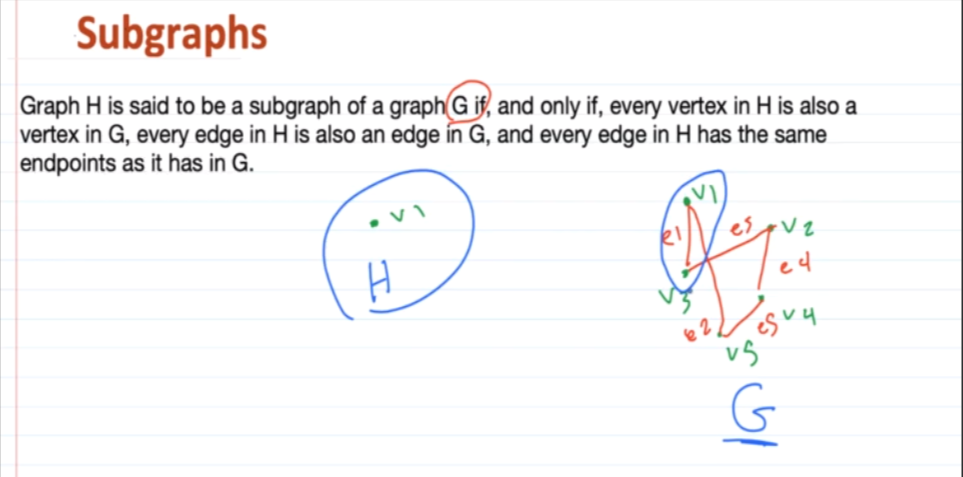 Subgraphs
Graph H is said to be a subgraph of a graph G if, and only if, every vertex in H is also a
vertex in G, every edge in H is also an edge in G, and every edge in H has the same
endpoints as it has in G.
v1
H
v1
e1
e5
v2
e4
v3
e2
e5
v4
v5
G